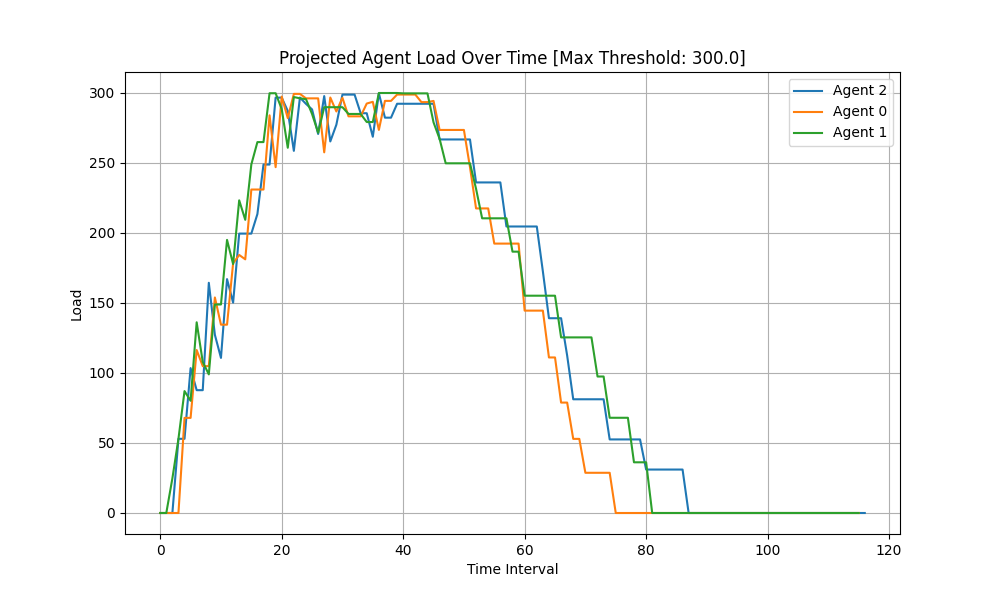 Projected Agent Load Over Time [Max Threshold: 300.0]
Agent 2
Agent 0
Agent 1
300
250
200
150
100
50
0
Load
0 20 40 60 80 100 120
Time Interval